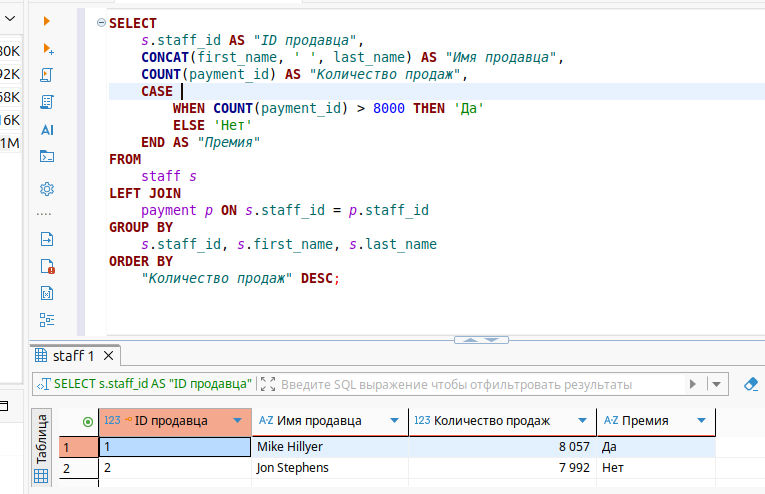 SELECT
s.staff_id AS "ID продавца",
CONCAT(first_name, ' ', last_name) AS "Имя продавца",
COUNT(payment_id) AS "Количество продаж",
CASE
WHEN COUNT(payment_id) > 8000 THEN 'Да'
ELSE 'Нет'
END AS "Премия"
FROM
staff s
LEFT JOIN
payment p ON s.staff_id = p.staff_id
GROUP BY
s.staff_id, s.first_name, s.last_name
ORDER BY
"Количество продаж" DESC;
30K
92K
58K
16K
1M
AI
staff 1
SELECT s.staff_id AS "ID продавца" Введите SQL выражение чтобы отфильтровать результаты
Таблица
123 ID продавца A-Z Имя продавца 123 Количество продаж A-Z Премия
1 1 Mike Hillyer 8 057 Да
2 2 Jon Stephens 7 992 Нет